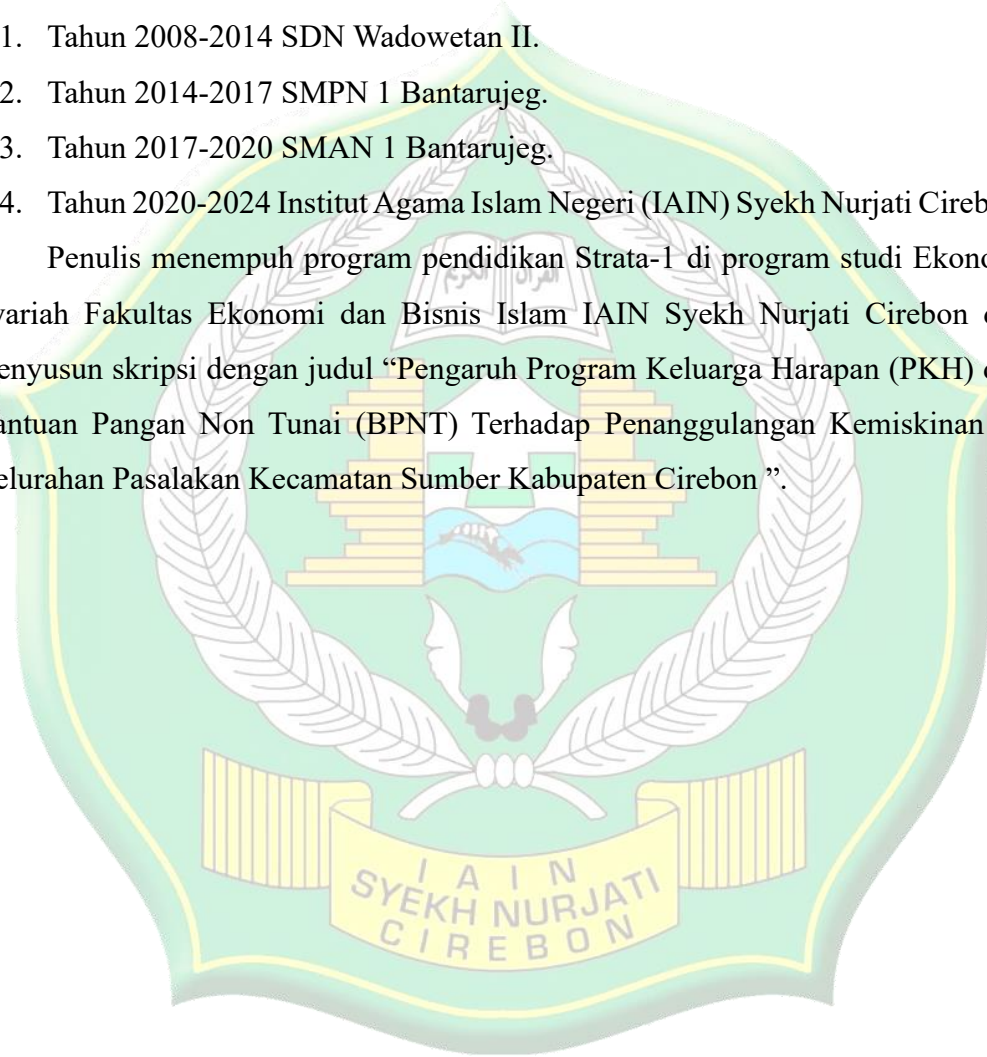 1. Tahun 2008-2014 SDN Wadowetan II.
2. Tahun 2014-2017 SMPN 1 Bantarujeg.
3. Tahun 2017-2020 SMAN 1 Bantarujeg.
4. Tahun 2020-2024 Institut Agama Islam Negeri (IAIN) Syekh Nurjati Cireb
Penulis menempuh program pendidikan Strata-1 di program studi Ekono
yariah Fakultas Ekonomi dan Bisnis Islam IAIN Syekh Nurjati Cirebon
enyusun skripsi dengan judul “Pengaruh Program Keluarga Harapan (PKH)
antuan Pangan Non Tunai (BPNT) Terhadap Penanggulangan Kemiskinan
elurahan Pasalakan Kecamatan Sumber Kabupaten Cirebon ”.
القرآن الكريم
IAIN
SYEKH NURJATI
CIREBON